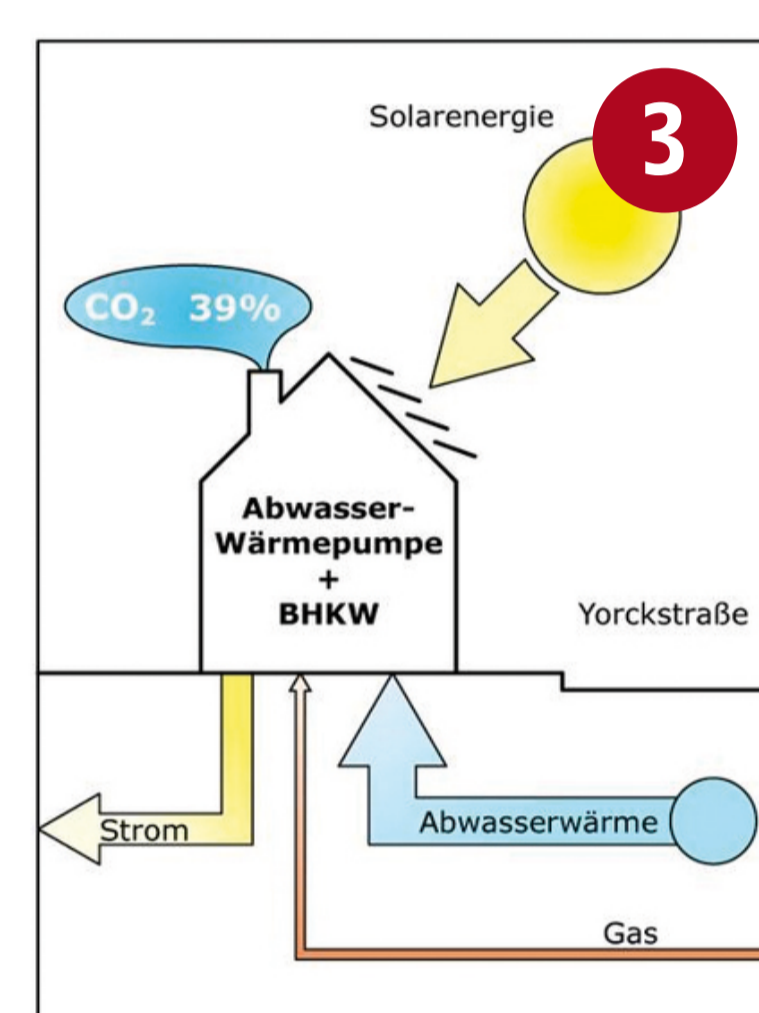 Solarenergie
3
CO₂ 39%
Abwasser-
Wärmepumpe
+
BHKW
Yorckstraße
Strom
Abwasserwärme
Gas